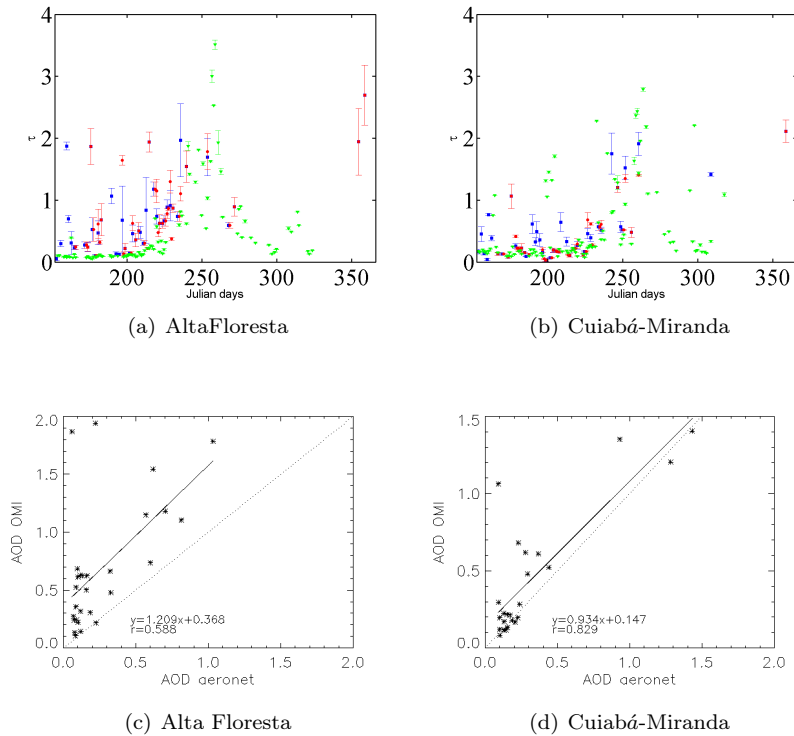 4
3
2
1
0
τ
200
250
300
350
Julian days
(a) AltaFloresta
4
3
2
1
0
τ
200
250
300
350
Julian days
(b) Cuiabá-Miranda
2.0
1.5
1.0
0.5
0.0
AOD OMI
y=1.209x+0.368
r=0.588
0.0
0.5
1.0
1.5
2.0
AOD aeronet
(c) Alta Floresta
1.5
1.0
0.5
0.0
AOD OMI
y=0.934x+0.147
r=0.829
0.0
0.5
1.0
1.5
2.0
AOD aeronet
(d) Cuiabá-Miranda